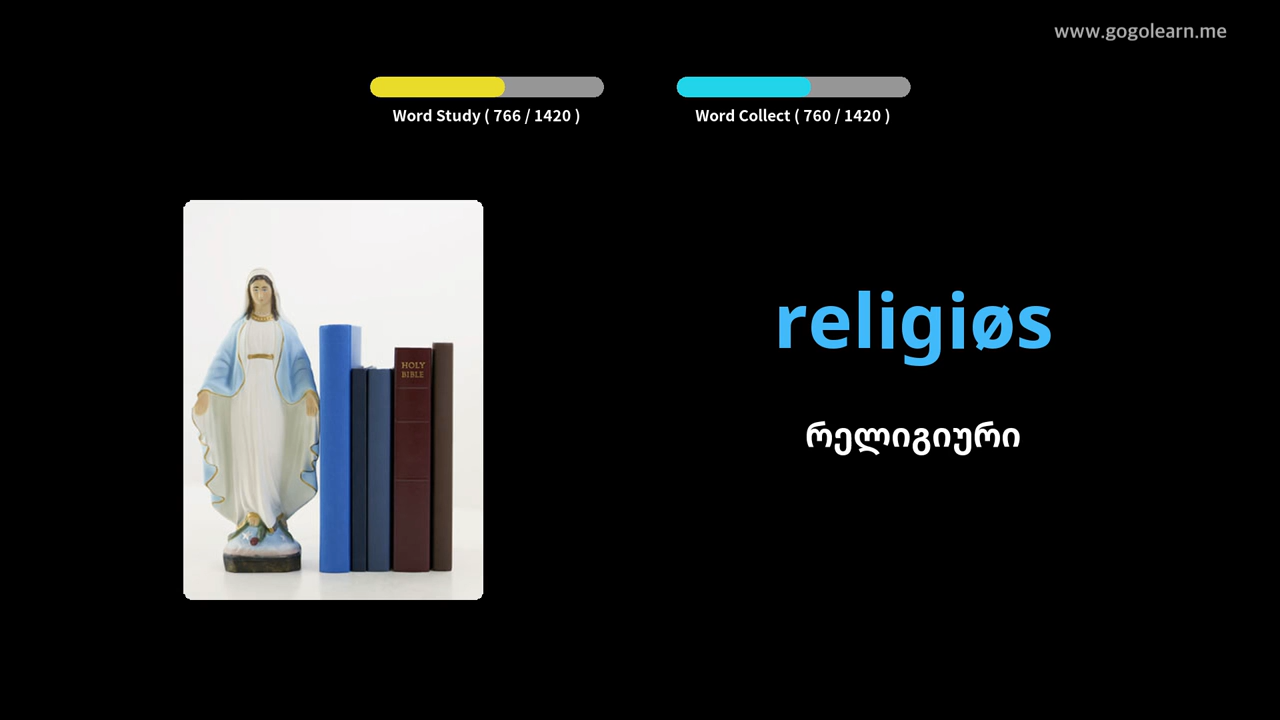 www.gogolearn.me
Word Study ( 766 / 1420 )
Word Collect ( 760 / 1420 )
HOLY
BIBLE
religiøs
რელიგიური